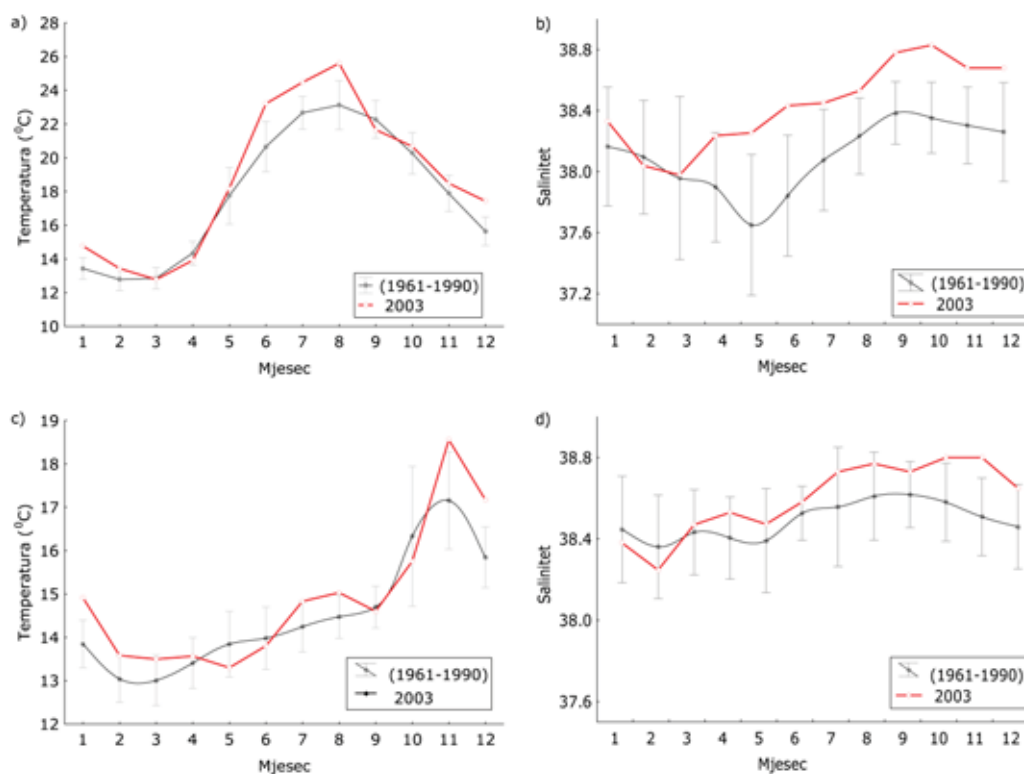 a)
Temperatura (⁰C)
28
26
24
22
20
18
16
14
12
10
1 2 3 4 5 6 7 8 9 10 11 12
Mjesec
(1961-1990)
2003
b)
Salinitet
38.8
38.4
38.0
37.6
37.2
1 2 3 4 5 6 7 8 9 10 11 12
Mjesec
(1961-1990)
2003
c)
Temperatura (⁰C)
19
18
17
16
15
14
13
12
1 2 3 4 5 6 7 8 9 10 11 12
Mjesec
(1961-1990)
2003
d)
Salinitet
38.8
38.4
38.0
37.6
1 2 3 4 5 6 7 8 9 10 11 12
Mjesec
(1961-1990)
2003